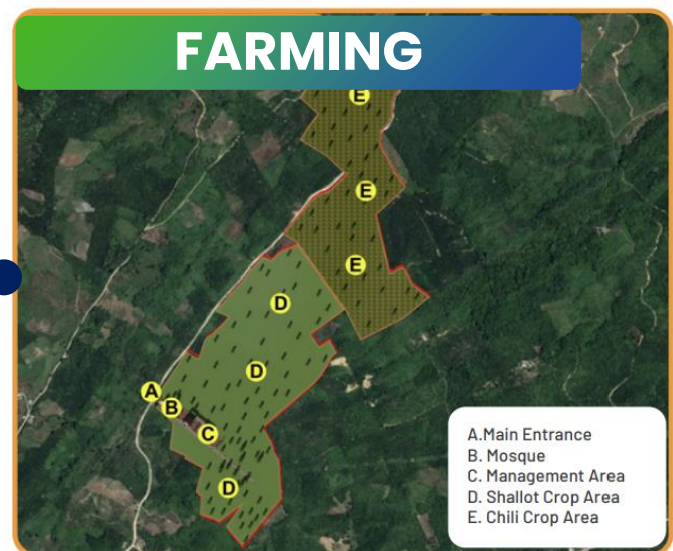 FARMING
E
E
E
D
D
A
B
C
D
A.Main Entrance
B. Mosque
C. Management Area
D. Shallot Crop Area
E. Chili Crop Area